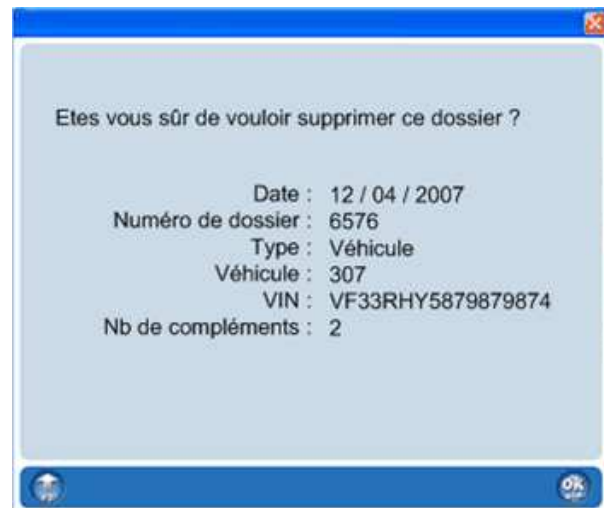 Etes vous sûr de vouloir supprimer ce dossier ?
Date : 12 / 04 / 2007
Numéro de dossier : 6576
Type : Véhicule
Véhicule : 307
VIN : VF33RHY5879879874
Nb de compléments : 2
OK